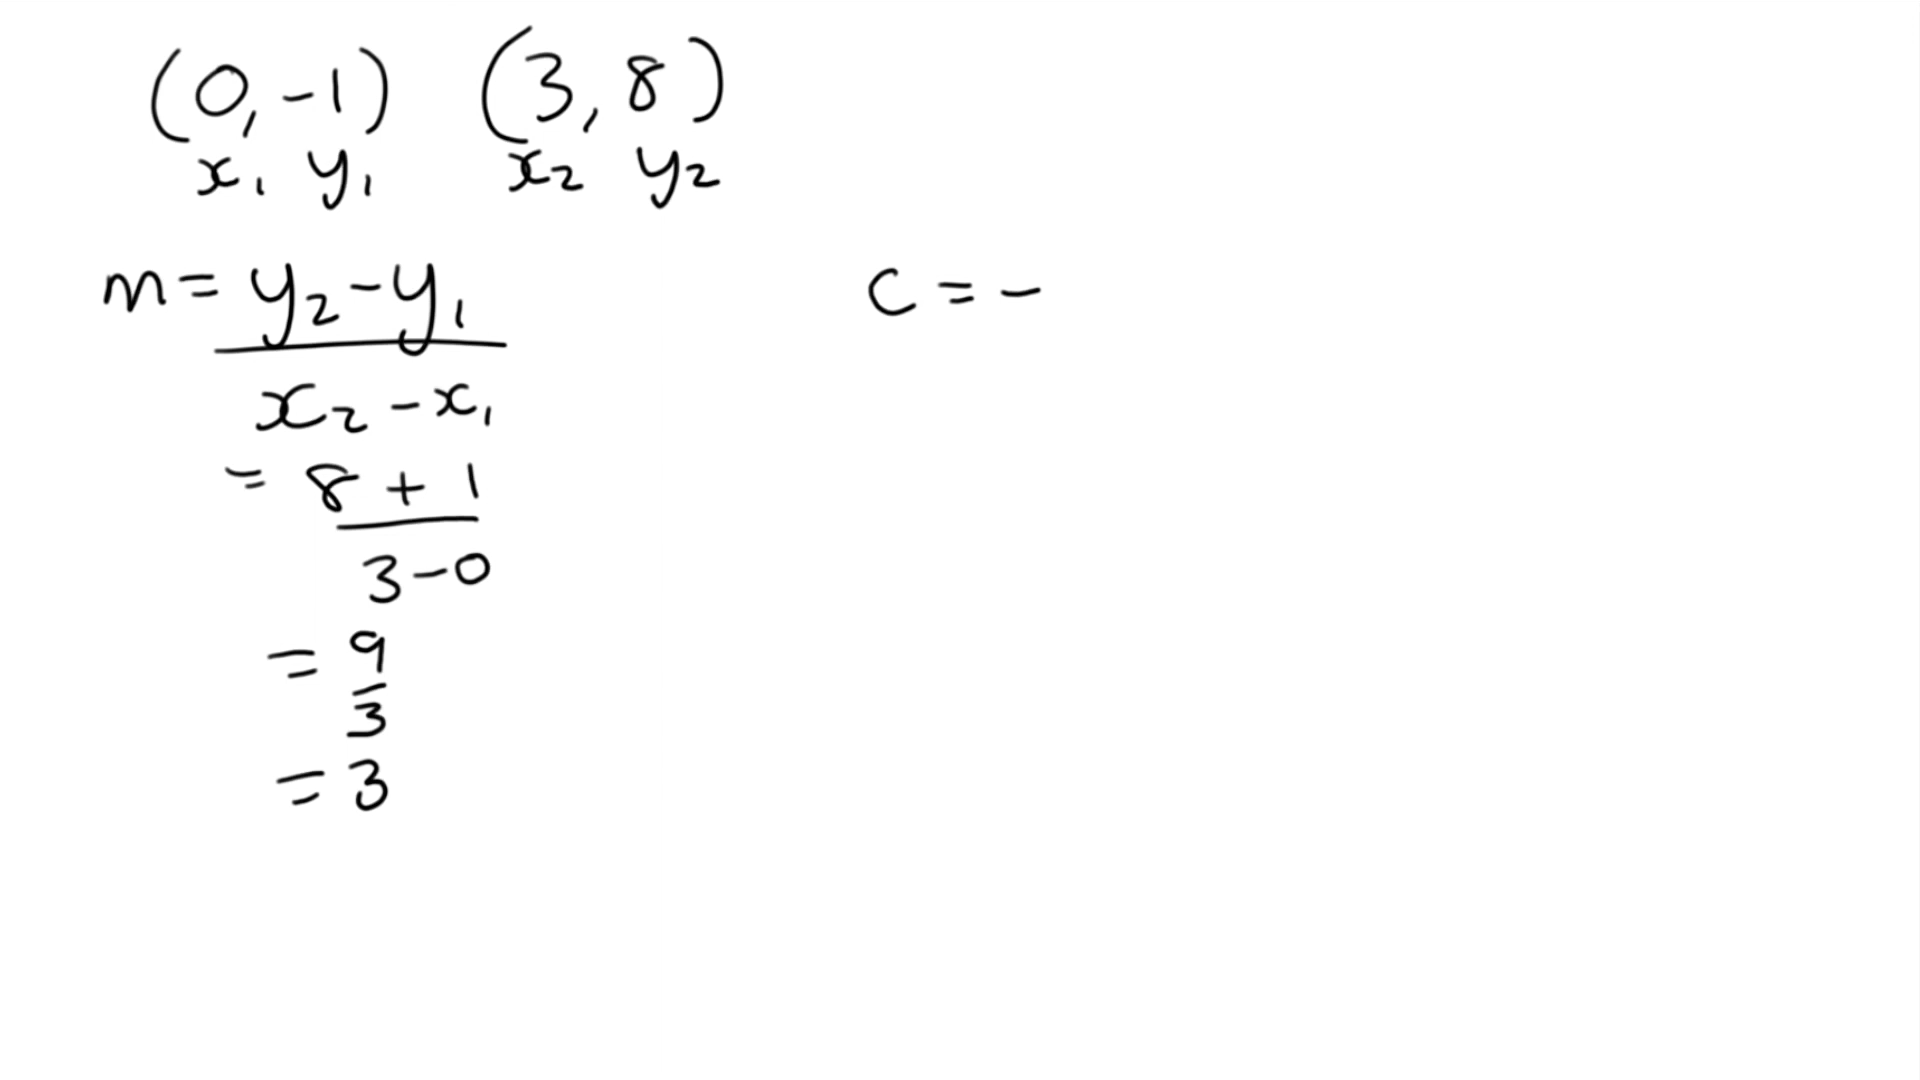 (0, -1) (3, 8)
x₁ y₁ x₂ y₂
m = y₂ - y₁
x₂ - x₁
= 8 + 1
3 - 0
= 9
3
= 3
c = -